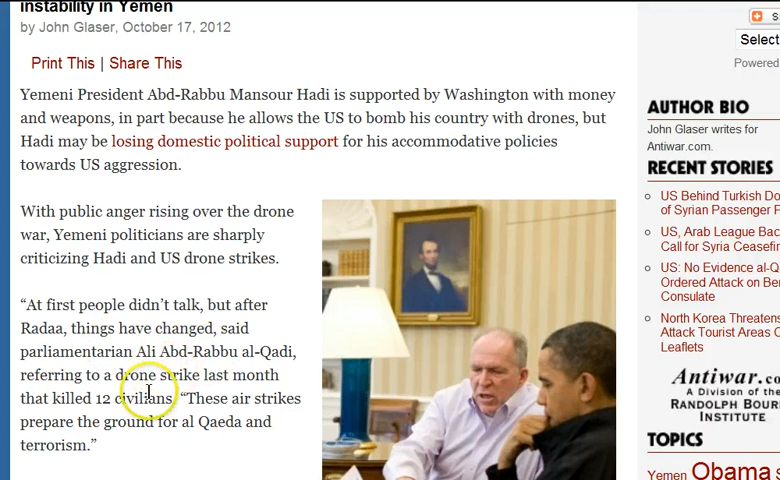 instability in Yemen
by John Glaser, October 17, 2012
Print This | Share This
Yemeni President Abd-Rabbu Mansour Hadi is supported by Washington with money
and weapons, in part because he allows the US to bomb his country with drones, but
Hadi may be losing domestic political support for his accommodative policies
towards US aggression.
With public anger rising over the drone
war, Yemeni politicians are sharply
criticizing Hadi and US drone strikes.
“At first people didn’t talk, but after
Radaa, things have changed, said
parliamentarian Ali Abd-Rabbu al-Qadi,
referring to a drone strike last month
that killed 12 civilians. “These air strikes
prepare the ground for al Qaeda and
terrorism.”
Select
Powered
AUTHOR BIO
John Glaser writes for
Antiwar.com.
RECENT STORIES
US Behind Turkish Do
of Syrian Passenger P
US, Arab League Bac
Call for Syria Ceasefir
US: No Evidence al-Q
Ordered Attack on Ben
Consulate
North Korea Threatens
Attack Tourist Areas O
Leaflets
Antiwar.co
A Division of the
RANDOLPH BOUR
INSTITUTE
TOPICS
Yemen Obama s